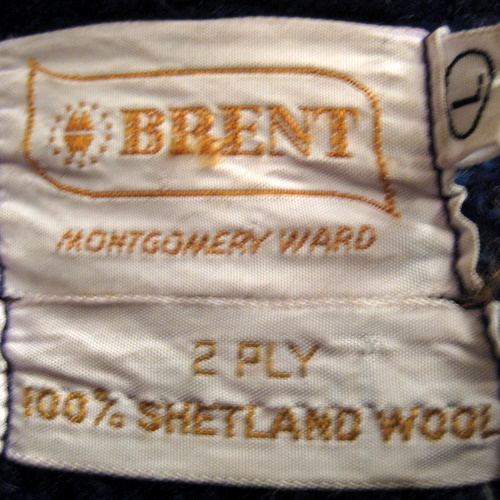 BRENT
L
MONTGOMERY WARD
2 PLY
100% SHETLAND WOOL